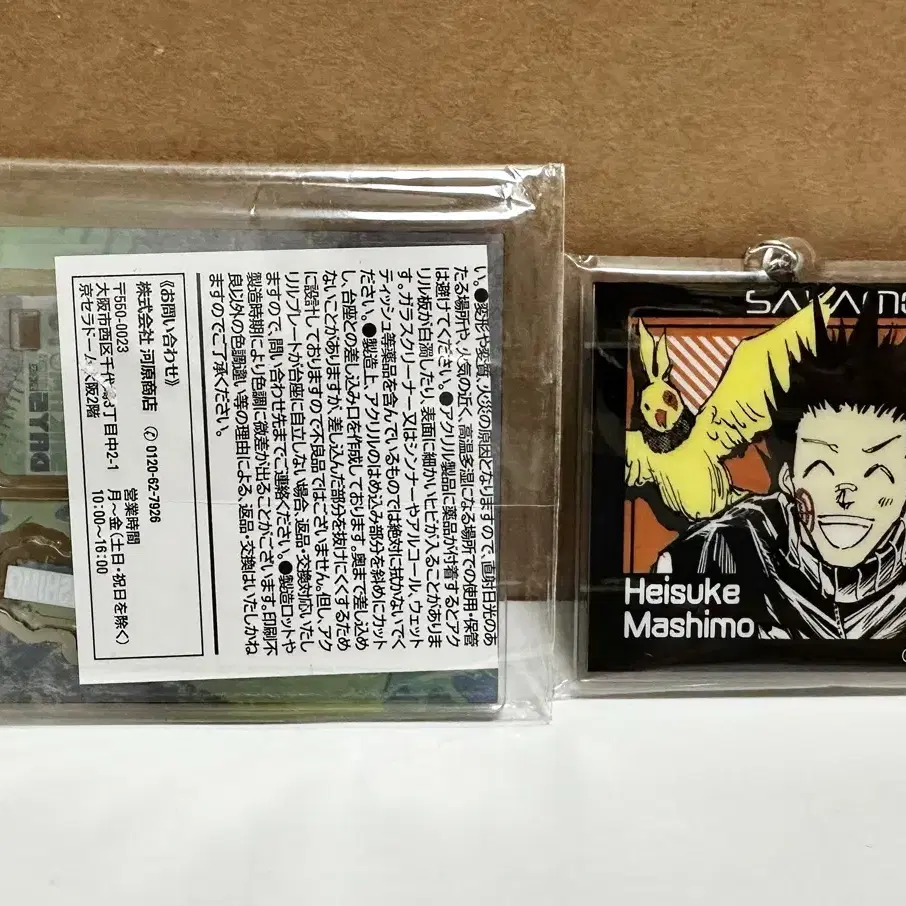 い。●変形や変質、火災の原因となりますので、直射日光のあ
たる場所や火気の近く、高温多湿になる場所での使用・保管
は避けてください。●アクリル製品に薬品が付着するとアク
リル板が白濁したり、表面に細かいヒビが入ることがありま
す。ガラスクリーナー又はシンナーやアルコール、ウェット
ティッシュ等薬品を含んでいるものでは絶対に拭かないでく
ださい。●製造上、アクリルのはめ込み部分を斜めにカット
し、台座との差し込み口を作成しております。奥まで差し込め
ないことがありますが、差し込んだ部分を抜けにくくするため
に設計しておりますので不良品ではございません。但し、アク
リルプレートが台座に自立しない場合、返品・交換対応いたし
ますので、問い合わせ先までご連絡ください。●製造ロットや
製造時期により色調に微差が出ることがございます。印刷不
良以外の色調違い等の理由による、返品・交換はいたしかね
ますのでご了承ください。
《お問い合わせ》
株式会社 河原商店 ✆ 0120-62-7926
〒550-0023 営業時間
大阪市西区千代崎3丁目中2-1 月～金(土日・祝日を除く)
京セラドーム大阪2階 10:00～16:00
SAKAMO
Heisuke
Mashimo